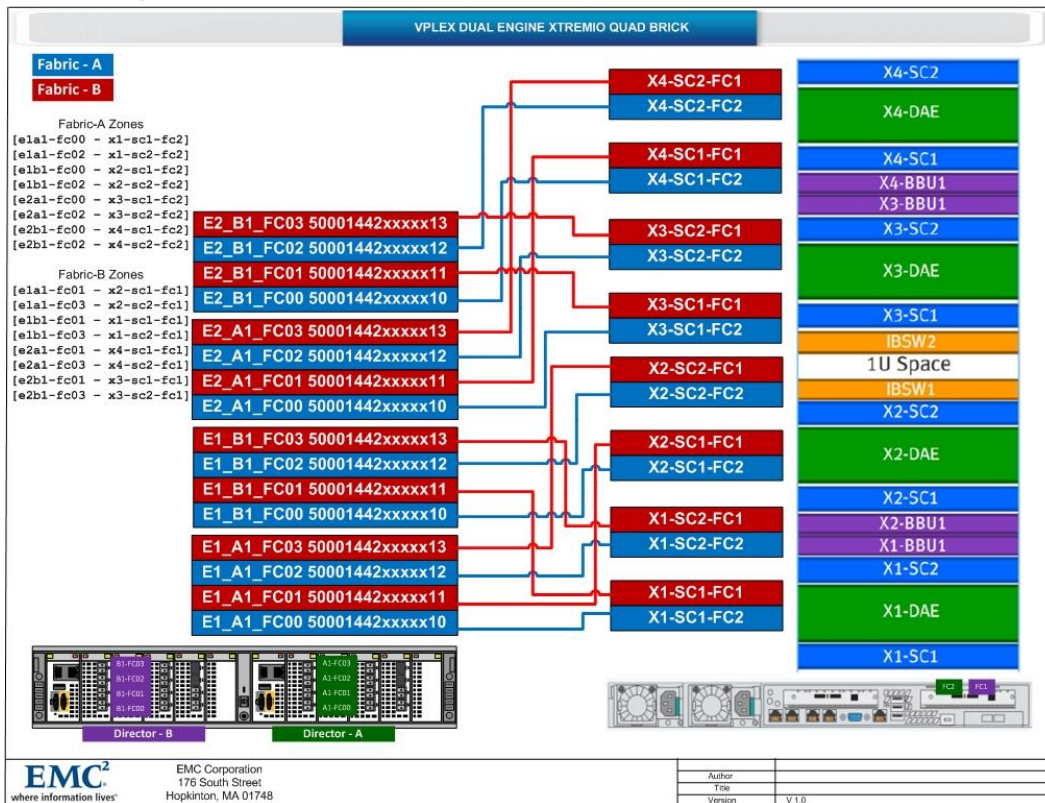 VPLEX DUAL ENGINE XTREMIO QUAD BRICK
Fabric - A
Fabric - B
Fabric-A Zones
[e1a1-fc00 - x1-sc1-fc2]
[e1a1-fc02 - x1-sc2-fc2]
[e1b1-fc00 - x2-sc1-fc2]
[e1b1-fc02 - x2-sc2-fc2]
[e2a1-fc00 - x3-sc1-fc2]
[e2a1-fc02 - x3-sc2-fc2]
[e2b1-fc00 - x4-sc1-fc2]
[e2b1-fc02 - x4-sc2-fc2]
Fabric-B Zones
[e1a1-fc01 - x2-sc1-fc1]
[e1a1-fc03 - x2-sc2-fc1]
[e1b1-fc01 - x1-sc1-fc1]
[e1b1-fc03 - x1-sc2-fc1]
[e2a1-fc01 - x4-sc1-fc1]
[e2a1-fc03 - x4-sc2-fc1]
[e2b1-fc01 - x3-sc1-fc1]
[e2b1-fc03 - x3-sc2-fc1]
E2_B1_FC03 50001442xxxxx13
E2_B1_FC02 50001442xxxxx12
E2_B1_FC01 50001442xxxxx11
E2_B1_FC00 50001442xxxxx10
E2_A1_FC03 50001442xxxxx13
E2_A1_FC02 50001442xxxxx12
E2_A1_FC01 50001442xxxxx11
E2_A1_FC00 50001442xxxxx10
E1_B1_FC03 50001442xxxxx13
E1_B1_FC02 50001442xxxxx12
E1_B1_FC01 50001442xxxxx11
E1_B1_FC00 50001442xxxxx10
E1_A1_FC03 50001442xxxxx13
E1_A1_FC02 50001442xxxxx12
E1_A1_FC01 50001442xxxxx11
E1_A1_FC00 50001442xxxxx10
X4-SC2-FC1
X4-SC2-FC2
X4-SC1-FC1
X4-SC1-FC2
X3-SC2-FC1
X3-SC2-FC2
X3-SC1-FC1
X3-SC1-FC2
X2-SC2-FC1
X2-SC2-FC2
X2-SC1-FC1
X2-SC1-FC2
X1-SC2-FC1
X1-SC2-FC2
X1-SC1-FC1
X1-SC1-FC2
X4-SC2
X4-DAE
X4-SC1
X4-BBU1
X3-BBU1
X3-SC2
X3-DAE
X3-SC1
IBSW2
1U Space
IBSW1
X2-SC2
X2-DAE
X2-SC1
X2-BBU1
X1-BBU1
X1-SC2
X1-DAE
X1-SC1
B1-FC03
B1-FC02
B1-FC01
B1-FC00
A1-FC03
A1-FC02
A1-FC01
A1-FC00
Director - B
Director - A
FC2
FC1
EMC²
where information lives®
EMC Corporation
176 South Street
Hopkinton, MA 01748
Author
Title
Version V 1.0